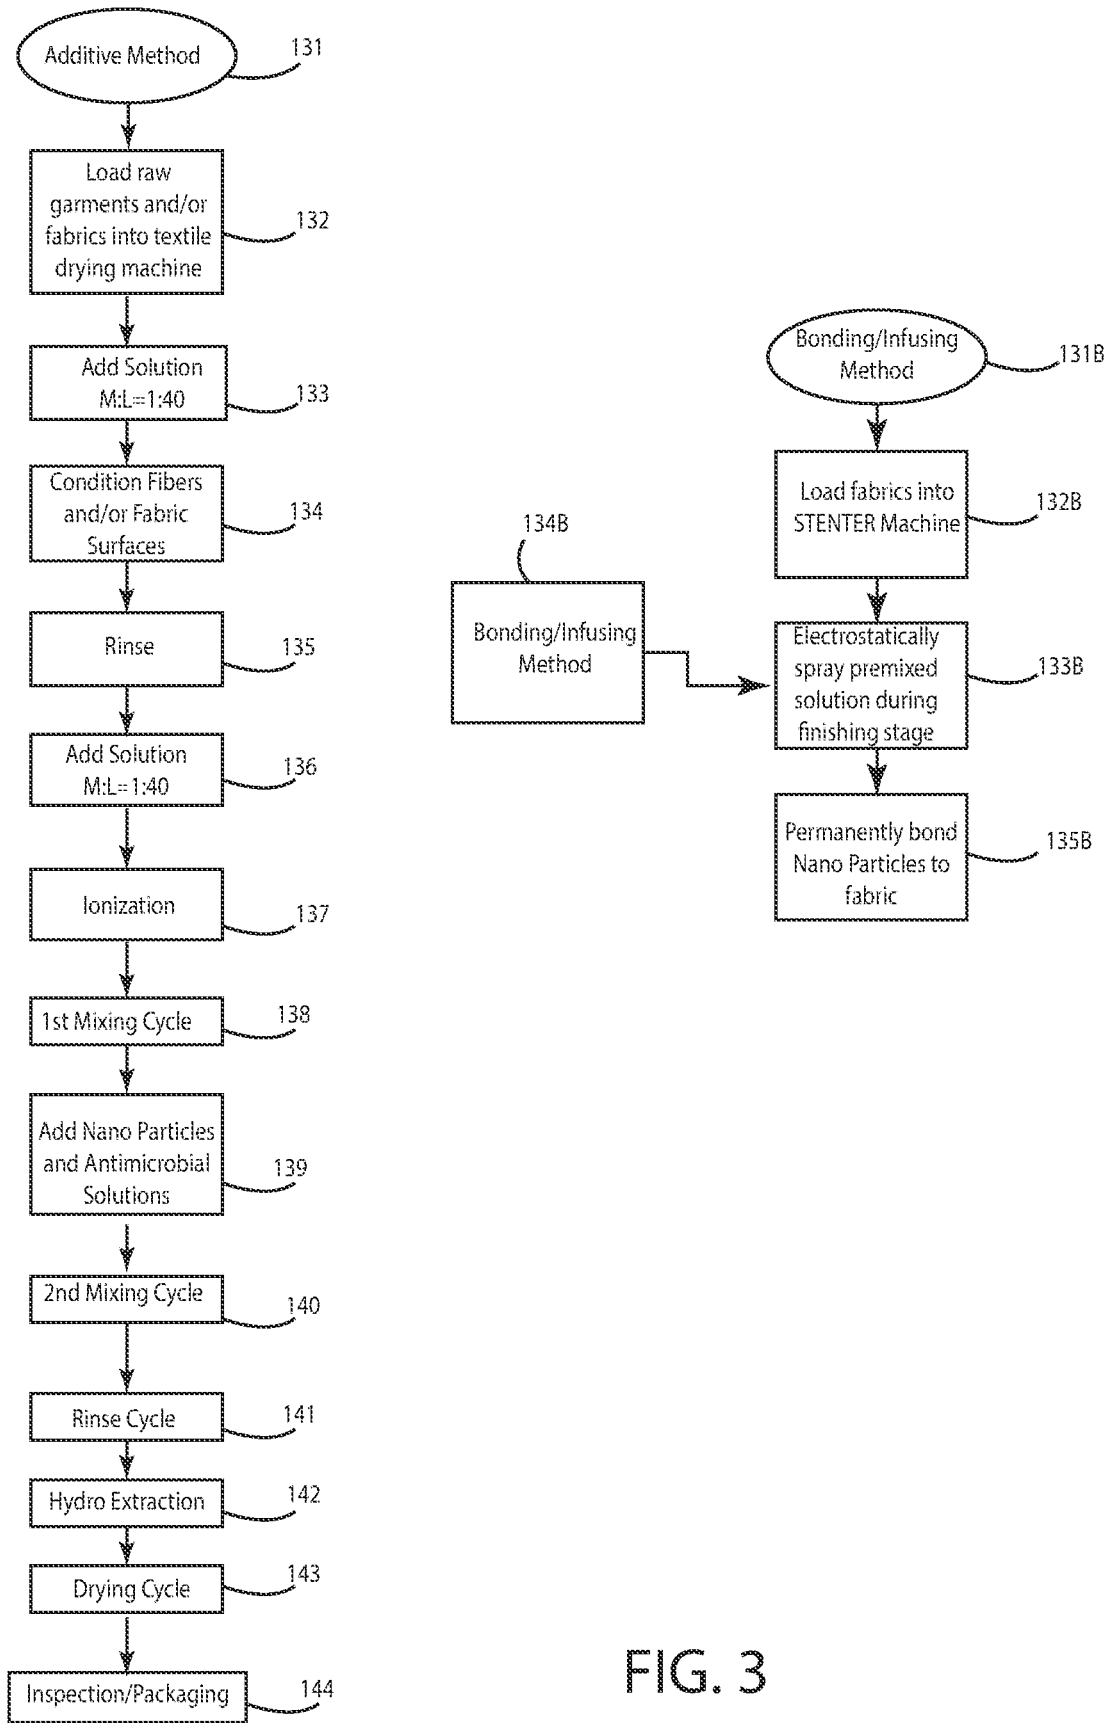 Additive Method
131
Load raw
garments and/or
fabrics into textile
drying machine
132
Add Solution
M:L=1:40
133
Condition Fibers
and/or Fabric
Surfaces
134
Rinse
135
Add Solution
M:L=1:40
136
Ionization
137
1st Mixing Cycle
138
Add Nano Particles
and Antimicrobial
Solutions
139
2nd Mixing Cycle
140
Rinse Cycle
141
Hydro Extraction
142
Drying Cycle
143
Inspection/Packaging
144
Bonding/Infusing
Method
131B
Load fabrics into
STENTER Machine
132B
134B
Bonding/Infusing
Method
Electrostatically
spray premixed
solution during
finishing stage
133B
Permanently bond
Nano Particles to
fabric
135B
FIG. 3